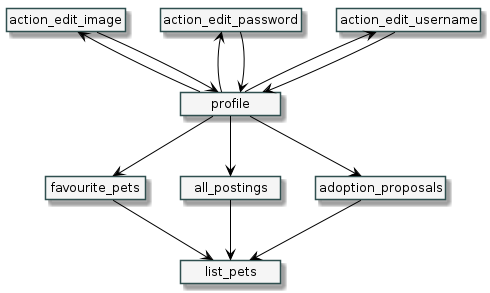 action_edit_image
action_edit_password
action_edit_username
profile
favourite_pets
all_postings
adoption_proposals
list_pets